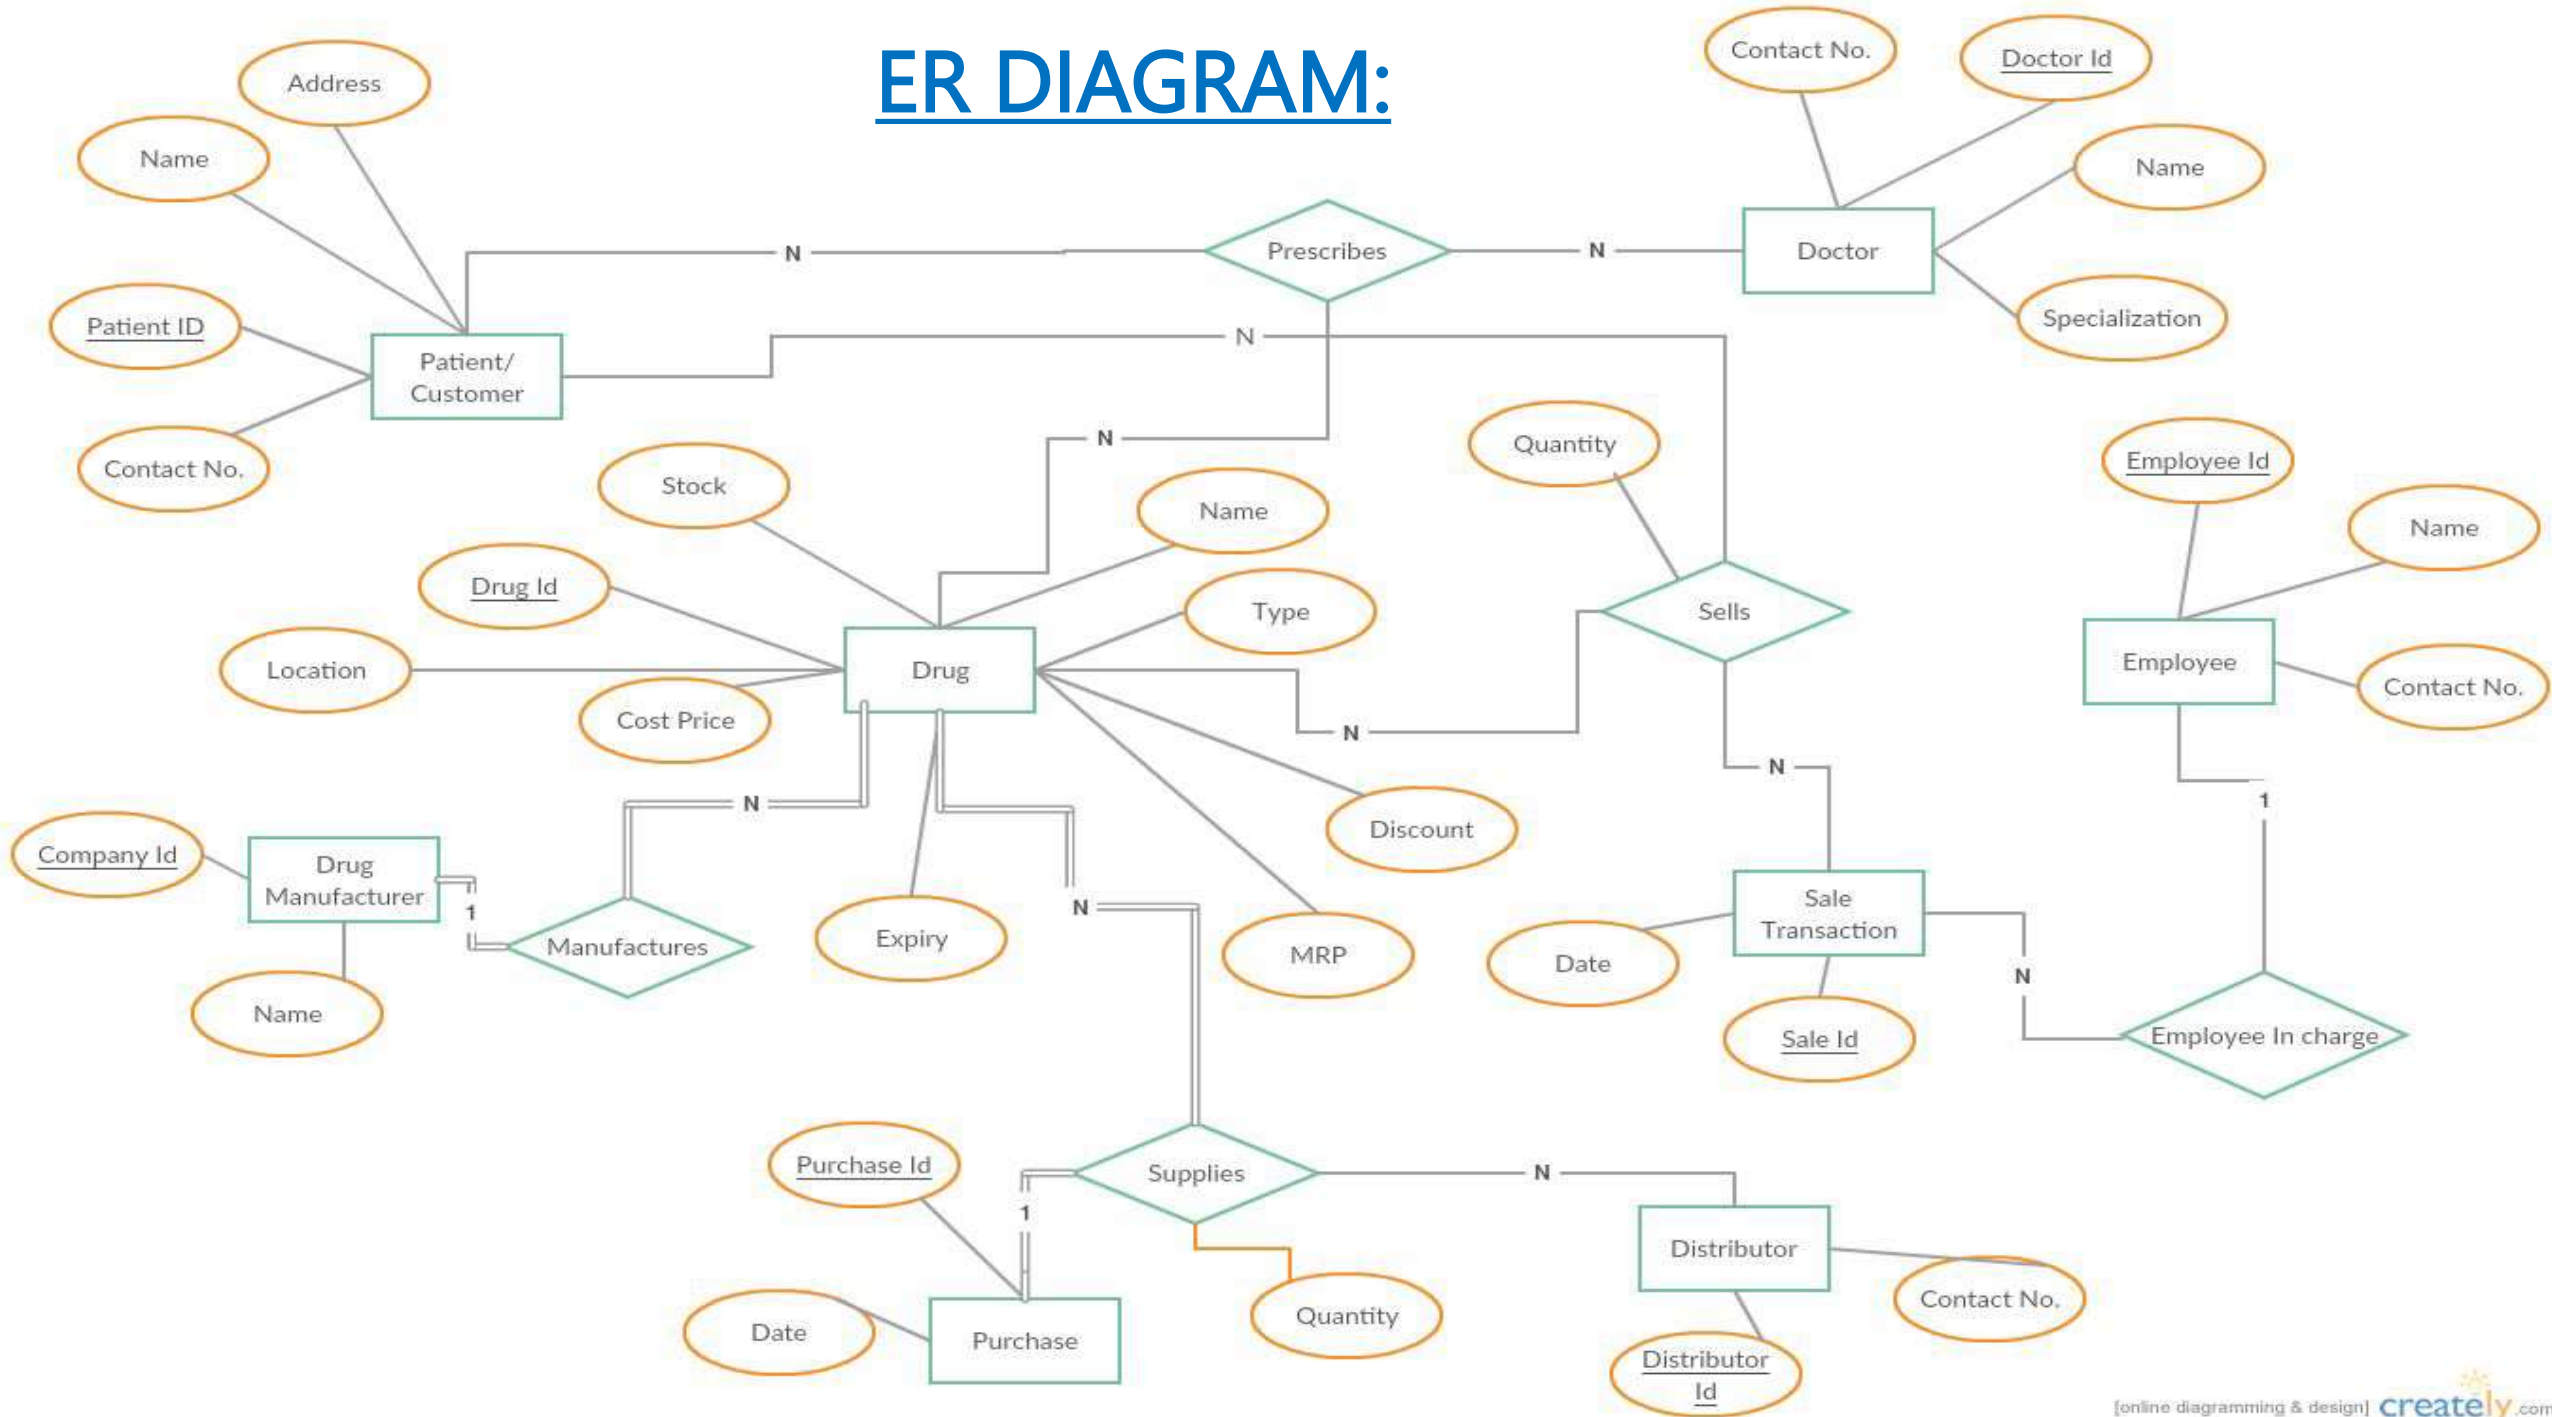 ER DIAGRAM:
Contact No.
Doctor Id
Address
Name
Name
Prescribes
N
N
Doctor
Patient ID
Specialization
N
Patient/
Customer
Contact No.
N
Quantity
Employee Id
Stock
Name
Name
Drug Id
Type
Sells
Location
Drug
Employee
Cost Price
Contact No.
N
N
N
1
Discount
Company Id
Drug
Manufacturer
1
N
Sale
Transaction
Manufactures
Expiry
MRP
Date
N
Name
Sale Id
Employee In charge
Purchase Id
Supplies
N
1
Distributor
Contact No.
Date
Purchase
Quantity
Distributor
Id
[online diagramming & design] creately.com